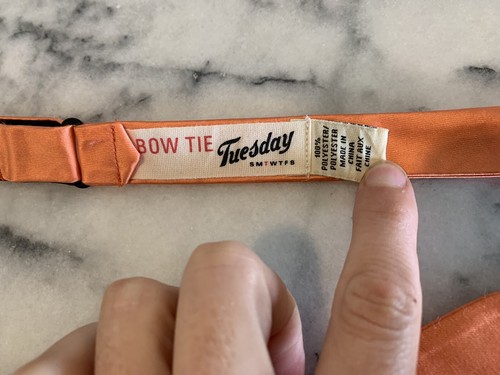 BOW TIE
Tuesday
SMTWTFS
100%
POLYESTER/
POLYESTER
MADE IN
CHINA
FAIT AUX
CHINE